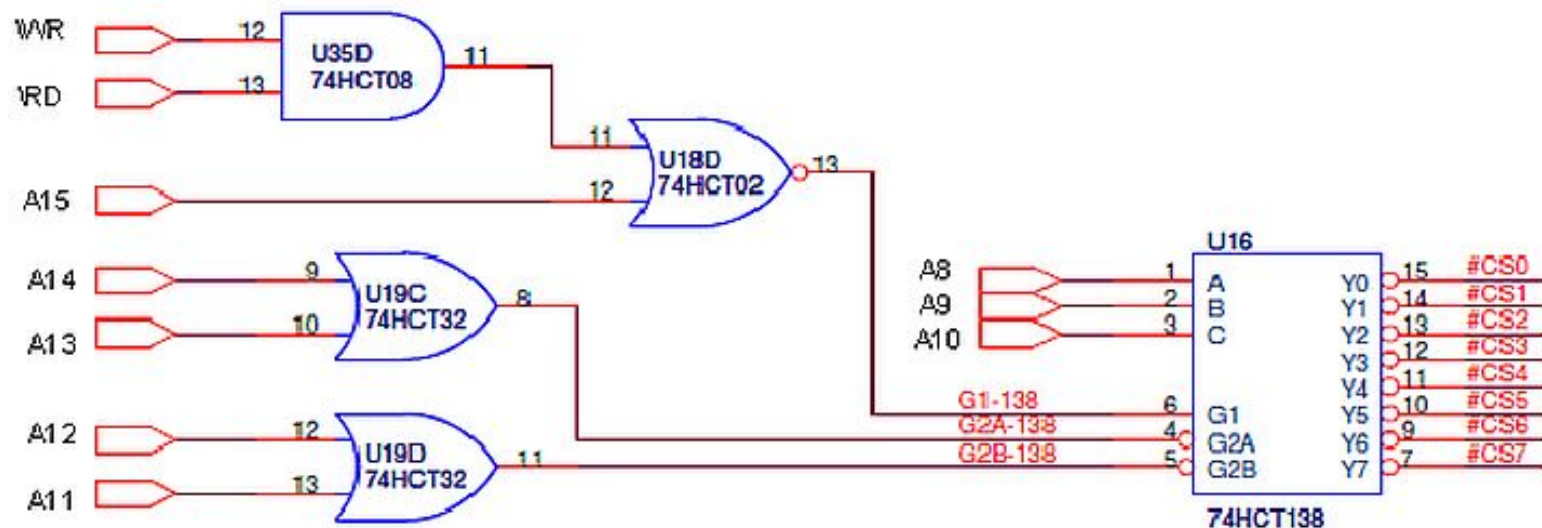 \WR
12
U35D
74HCT08
11
\RD
13
11
U18D
74HCT02
13
A15
12
A14
9
U19C
74HCT32
8
A13
10
A12
12
U19D
74HCT32
11
A11
13
U16
A8
1
A
Y0
15
#CS0
A9
2
B
Y1
14
#CS1
A10
3
C
Y2
13
#CS2
Y3
12
#CS3
Y4
11
#CS4
G1-138
6
G1
Y5
10
#CS5
G2A-138
4
G2A
Y6
9
#CS6
G2B-138
5
G2B
Y7
7
#CS7
74HCT138